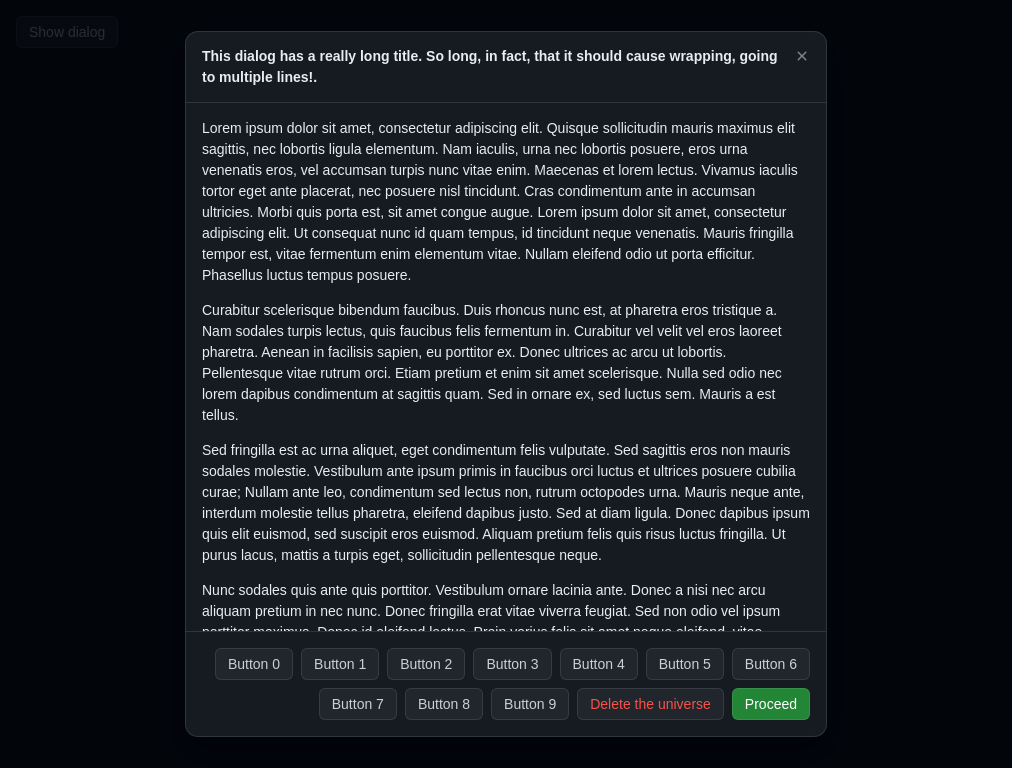 Show dialog
This dialog has a really long title. So long, in fact, that it should cause wrapping, going
to multiple lines!.
Lorem ipsum dolor sit amet, consectetur adipiscing elit. Quisque sollicitudin mauris maximus elit
sagittis, nec lobortis ligula elementum. Nam iaculis, urna nec lobortis posuere, eros urna
venenatis eros, vel accumsan turpis nunc vitae enim. Maecenas et lorem lectus. Vivamus iaculis
tortor eget ante placerat, nec posuere nisl tincidunt. Cras condimentum ante in accumsan
ultricies. Morbi quis porta est, sit amet congue augue. Lorem ipsum dolor sit amet, consectetur
adipiscing elit. Ut consequat nunc id quam tempus, id tincidunt neque venenatis. Mauris fringilla
tempor est, vitae fermentum enim elementum vitae. Nullam eleifend odio ut porta efficitur.
Phasellus luctus tempus posuere.
Curabitur scelerisque bibendum faucibus. Duis rhoncus nunc est, at pharetra eros tristique a.
Nam sodales turpis lectus, quis faucibus felis fermentum in. Curabitur vel velit vel eros laoreet
pharetra. Aenean in facilisis sapien, eu porttitor ex. Donec ultrices ac arcu ut lobortis.
Pellentesque vitae rutrum orci. Etiam pretium et enim sit amet scelerisque. Nulla sed odio nec
lorem dapibus condimentum at sagittis quam. Sed in ornare ex, sed luctus sem. Mauris a est
tellus.
Sed fringilla est ac urna aliquet, eget condimentum felis vulputate. Sed sagittis eros non mauris
sodales molestie. Vestibulum ante ipsum primis in faucibus orci luctus et ultrices posuere cubilia
curae; Nullam ante leo, condimentum sed lectus non, rutrum octopodes urna. Mauris neque ante,
interdum molestie tellus pharetra, eleifend dapibus justo. Sed at diam ligula. Donec dapibus ipsum
quis elit euismod, sed suscipit eros euismod. Aliquam pretium felis quis risus luctus fringilla. Ut
purus lacus, mattis a turpis eget, sollicitudin pellentesque neque.
Nunc sodales quis ante quis porttitor. Vestibulum ornare lacinia ante. Donec a nisi nec arcu
aliquam pretium in nec nunc. Donec fringilla erat vitae viverra feugiat. Sed non odio vel ipsum
porttitor maximus. Donec id eleifend lectus. Proin varius felis sit amet neque eleifend, vitae
Button 0 Button 1 Button 2 Button 3 Button 4 Button 5 Button 6
Button 7 Button 8 Button 9 Delete the universe Proceed